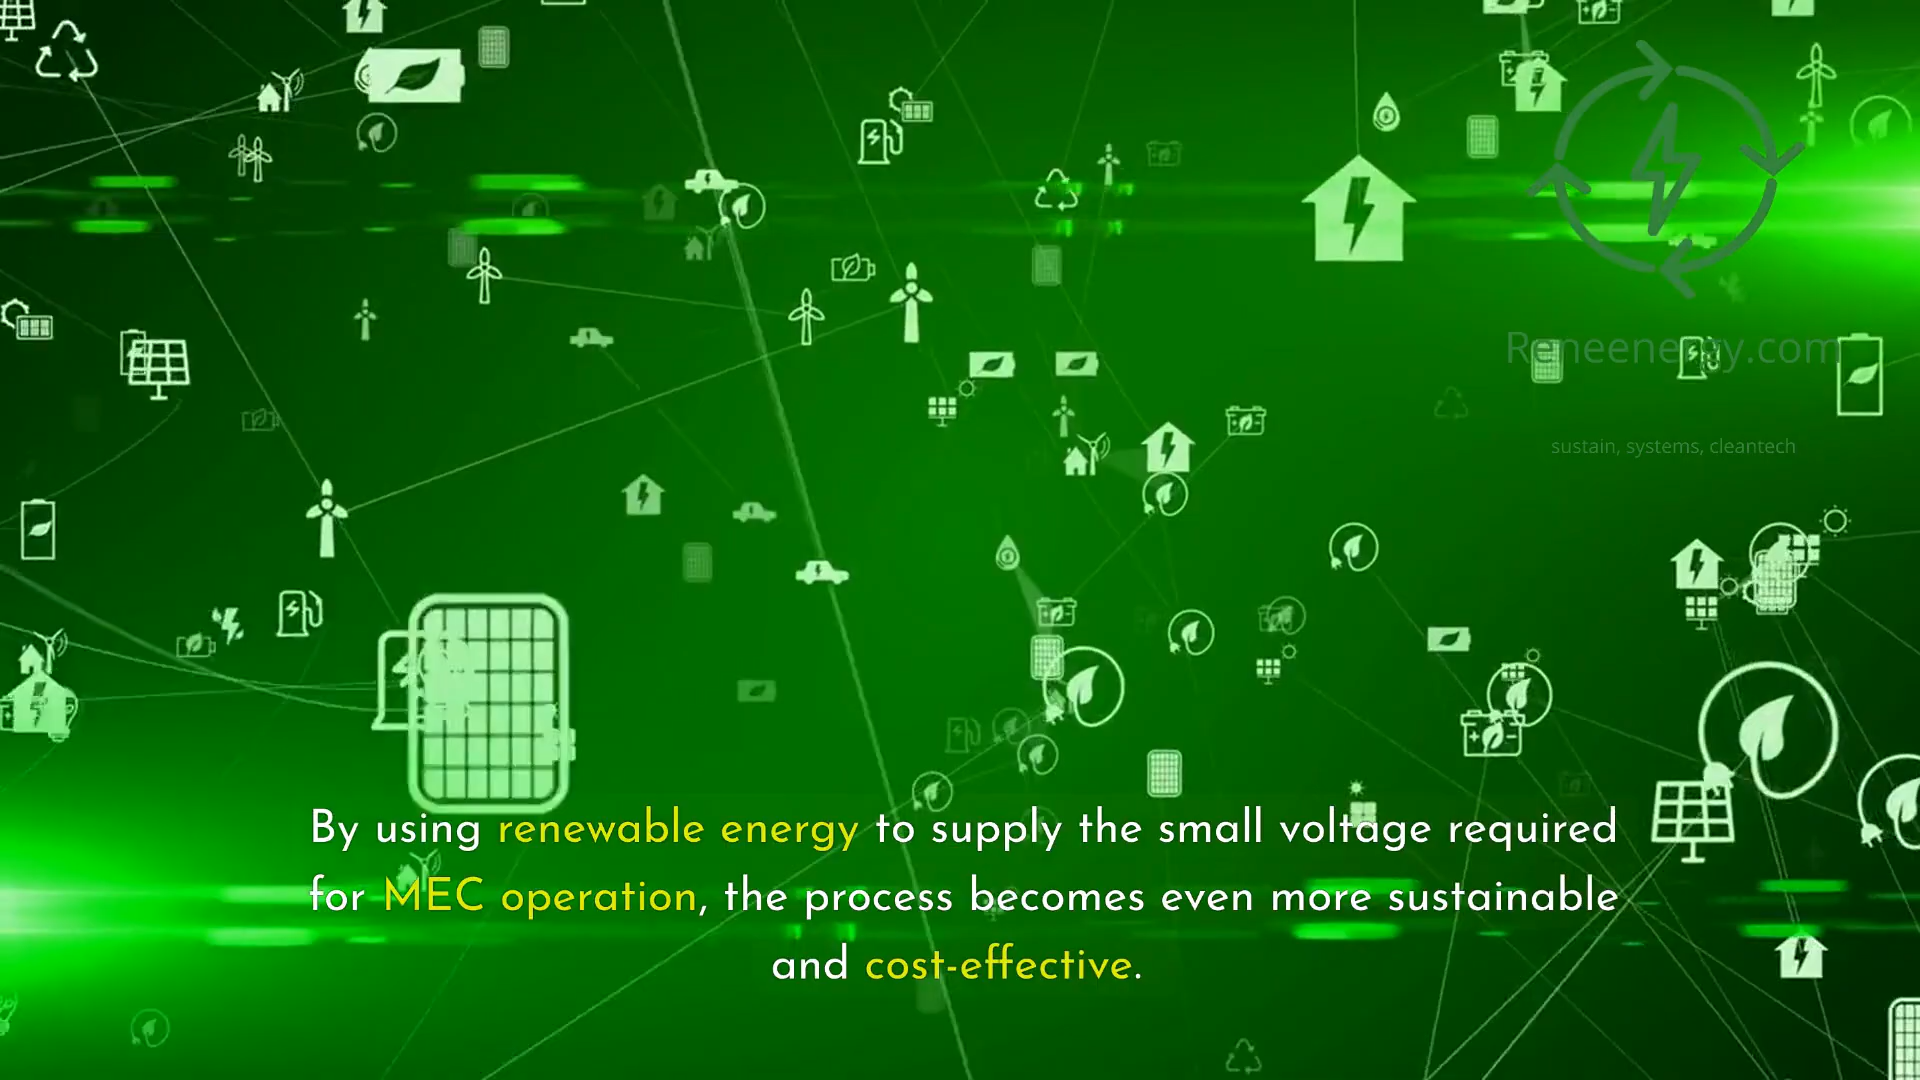 Reneenergy.com
sustain, systems, cleantech
By using renewable energy to supply the small voltage required
for MEC operation, the process becomes even more sustainable
and cost-effective.